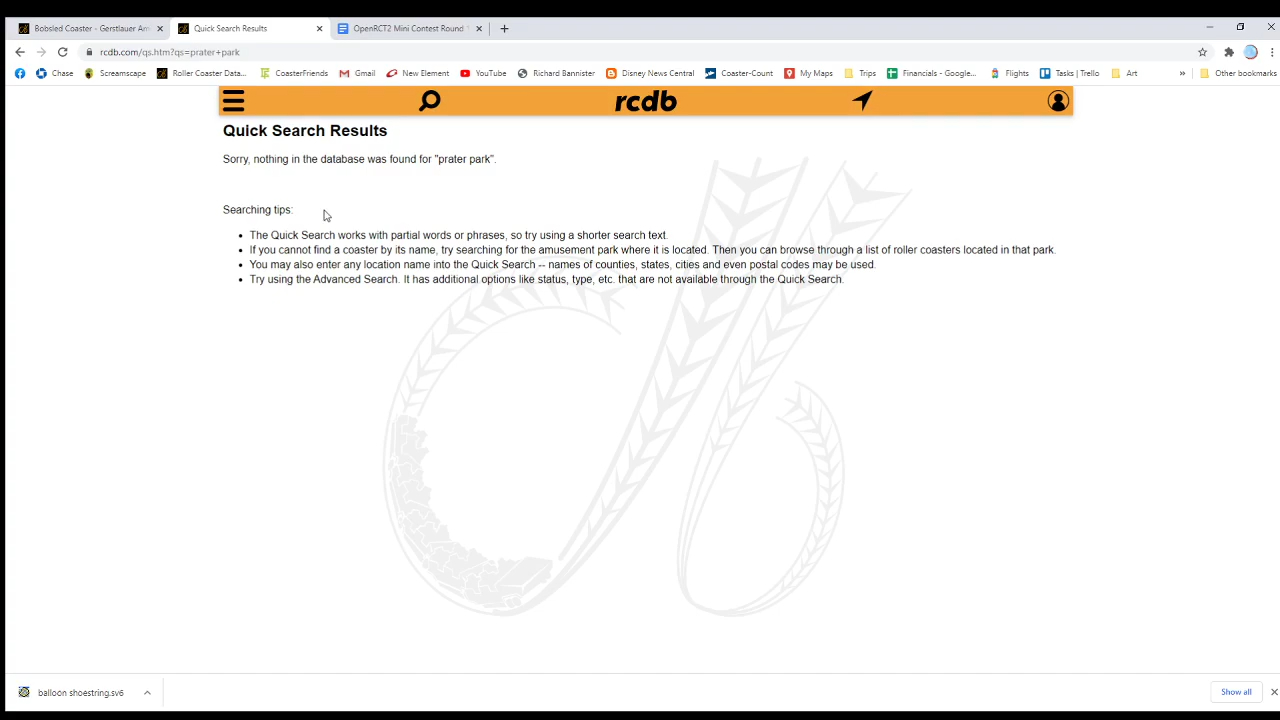 Bobsled Coaster - Gerstlauer Am
Quick Search Results
OpenRCT2 Mini Contest Round
rcdb.com/qs.htm?qs=prater+park
Chase
Screamscape
Roller Coaster Data...
CoasterFriends
Gmail
New Element
YouTube
Richard Bannister
Disney News Central
Coaster-Count
My Maps
Trips
Financials - Google...
Flights
Tasks | Trello
Art
»
Other bookmarks
rcdb
Quick Search Results
Sorry, nothing in the database was found for "prater park".
Searching tips:
• The Quick Search works with partial words or phrases, so try using a shorter search text.
• If you cannot find a coaster by its name, try searching for the amusement park where it is located. Then you can browse through a list of roller coasters located in that park.
• You may also enter any location name into the Quick Search -- names of counties, states, cities and even postal codes may be used.
• Try using the Advanced Search. It has additional options like status, type, etc. that are not available through the Quick Search.
balloon shoestring.sv6
Show all